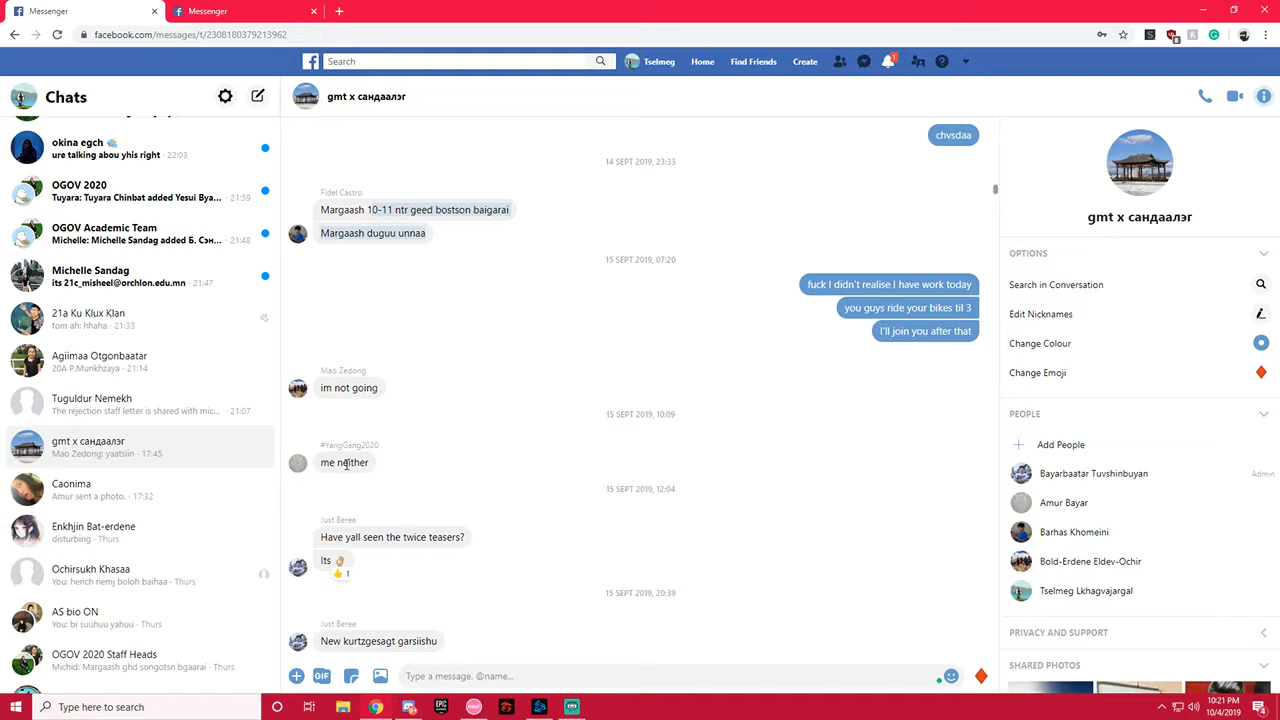 Messenger
Messenger
facebook.com/messages/t/2308180379213962
Search
Tselmeg
Home
Find Friends
Create
Chats
gmt x сандаалэг
okina egch
ure talking abou yhis right · 22:03
OGOV 2020
Tuyara: Tuyara Chinbat added Yesui Bya... · 21:59
OGOV Academic Team
Michelle: Michelle Sandag added Б. Сэн... · 21:48
Michelle Sandag
its 21c_misheel@orchlon.edu.mn · 21:47
21a Ku Klux Klan
tom ah: hhaha · 21:33
Agiimaa Otgonbaatar
20A P.Munkhzaya · 21:14
Tuguldur Nemekh
The rejection staff letter is shared with mic... · 21:07
gmt x сандаалэг
Mao Zedong: yaatsiin · 17:45
Caonima
Amur sent a photo. · 17:32
Enkhjin Bat-erdene
disturbing · Thurs
Ochirsukh Khasaa
You: hench nemj boloh baihaa · Thurs
AS bio ON
You: bi suuhuu yahuu · Thurs
OGOV 2020 Staff Heads
Michid: Margaash ghd songotsn bgaarai · Thurs
chvsdaa
14 SEPT 2019, 23:33
Fidel Castro
Margaash 10-11 ntr geed bostson baigarai
Margaash duguu unnaa
15 SEPT 2019, 07:20
fuck I didn't realise I have work today
you guys ride your bikes til 3
I'll join you after that
Mao Zedong
im not going
15 SEPT 2019, 10:09
#YangGang2020
me neither
15 SEPT 2019, 12:04
Just Beree
Have yall seen the twice teasers?
Its 👌
👍 1
15 SEPT 2019, 20:39
Just Beree
New kurtzgesagt garsiishu
GIF
Type a message, @name...
gmt x сандаалэг
OPTIONS
Search in Conversation
Edit Nicknames
Change Colour
Change Emoji
PEOPLE
Add People
Bayarbaatar Tuvshinbuyan
Admin
Amur Bayar
Barhas Khomeini
Bold-Erdene Eldev-Ochir
Tselmeg Lkhagvajargal
PRIVACY AND SUPPORT
SHARED PHOTOS
Type here to search
EPIC
10:21 PM
10/4/2019
4